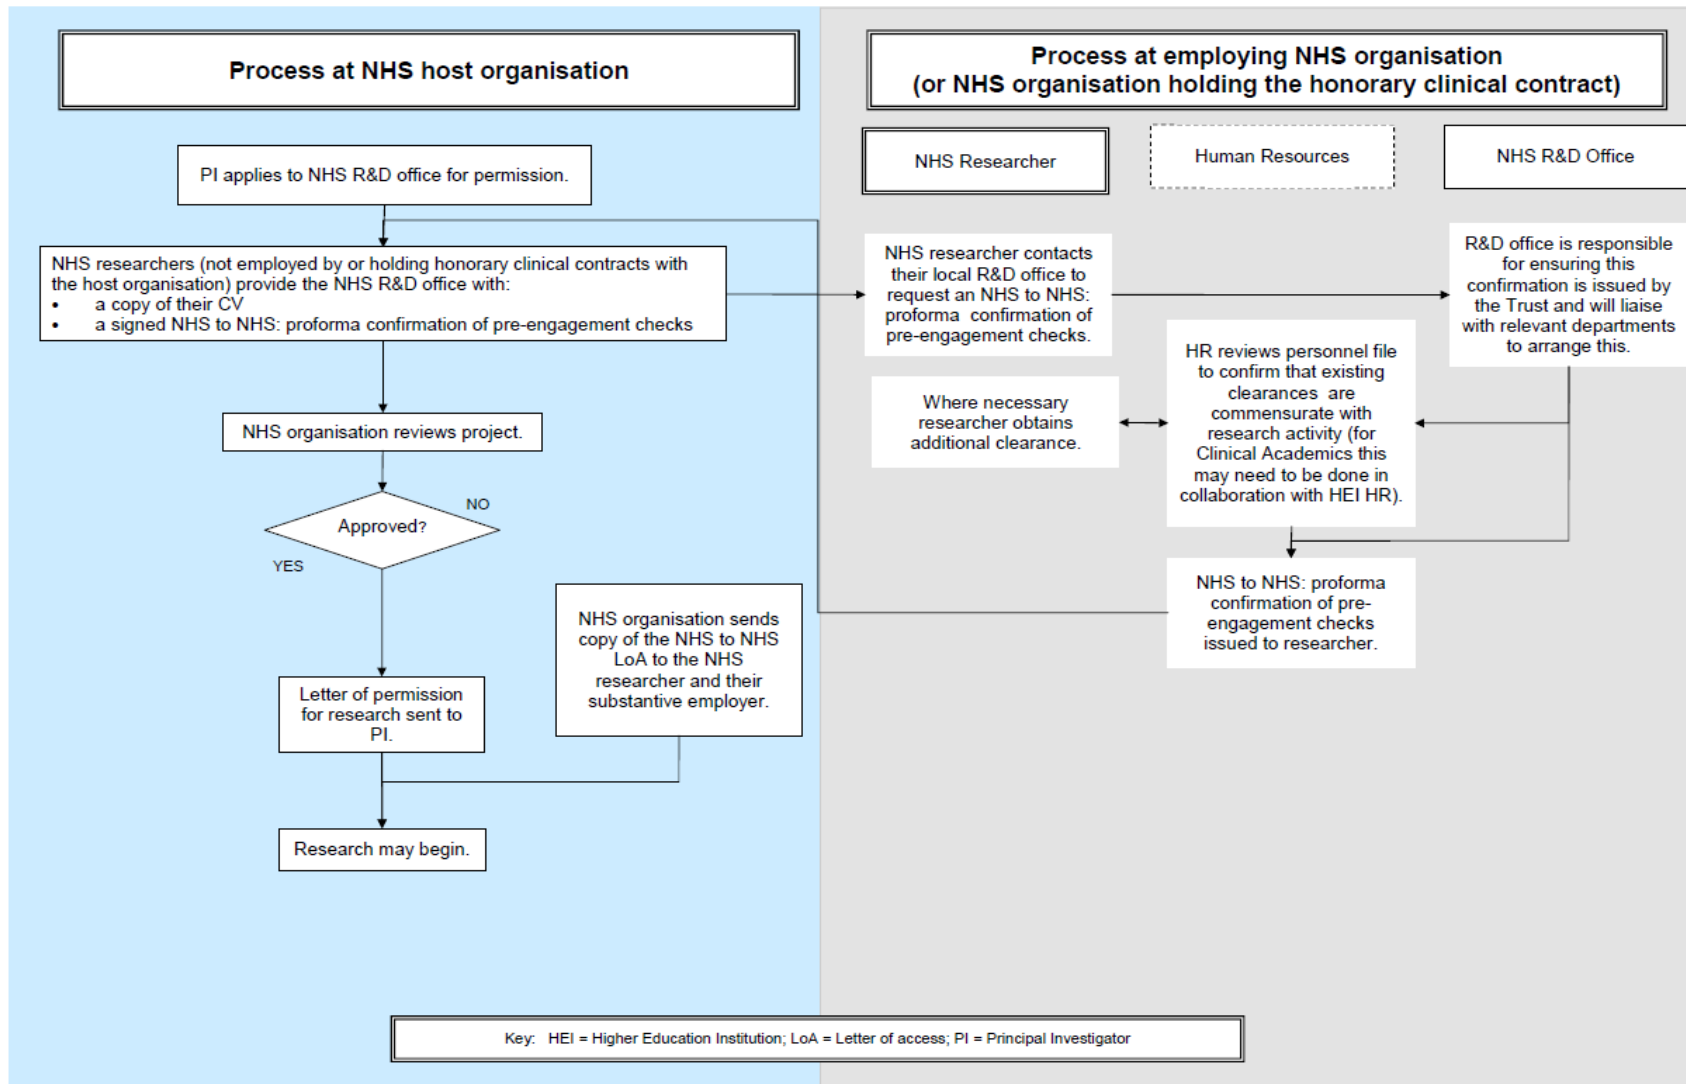 Process at NHS host organisation
PI applies to NHS R&D office for permission.
NHS researchers (not employed by or holding honorary clinical contracts with
the host organisation) provide the NHS R&D office with:
• a copy of their CV
• a signed NHS to NHS: proforma confirmation of pre-engagement checks
NHS organisation reviews project.
Approved?
NO
YES
NHS organisation sends
copy of the NHS to NHS
LoA to the NHS
researcher and their
substantive employer.
Letter of permission
for research sent to
PI.
Research may begin.
Process at employing NHS organisation
(or NHS organisation holding the honorary clinical contract)
NHS Researcher
Human Resources
NHS R&D Office
NHS researcher contacts
their local R&D office to
request an NHS to NHS:
proforma confirmation of
pre-engagement checks.
R&D office is responsible
for ensuring this
confirmation is issued by
the Trust and will liaise
with relevant departments
to arrange this.
HR reviews personnel file
to confirm that existing
clearances are
commensurate with
research activity (for
Clinical Academics this
may need to be done in
collaboration with HEI HR).
Where necessary
researcher obtains
additional clearance.
NHS to NHS: proforma
confirmation of pre-
engagement checks
issued to researcher.
Key: HEI = Higher Education Institution; LoA = Letter of access; PI = Principal Investigator